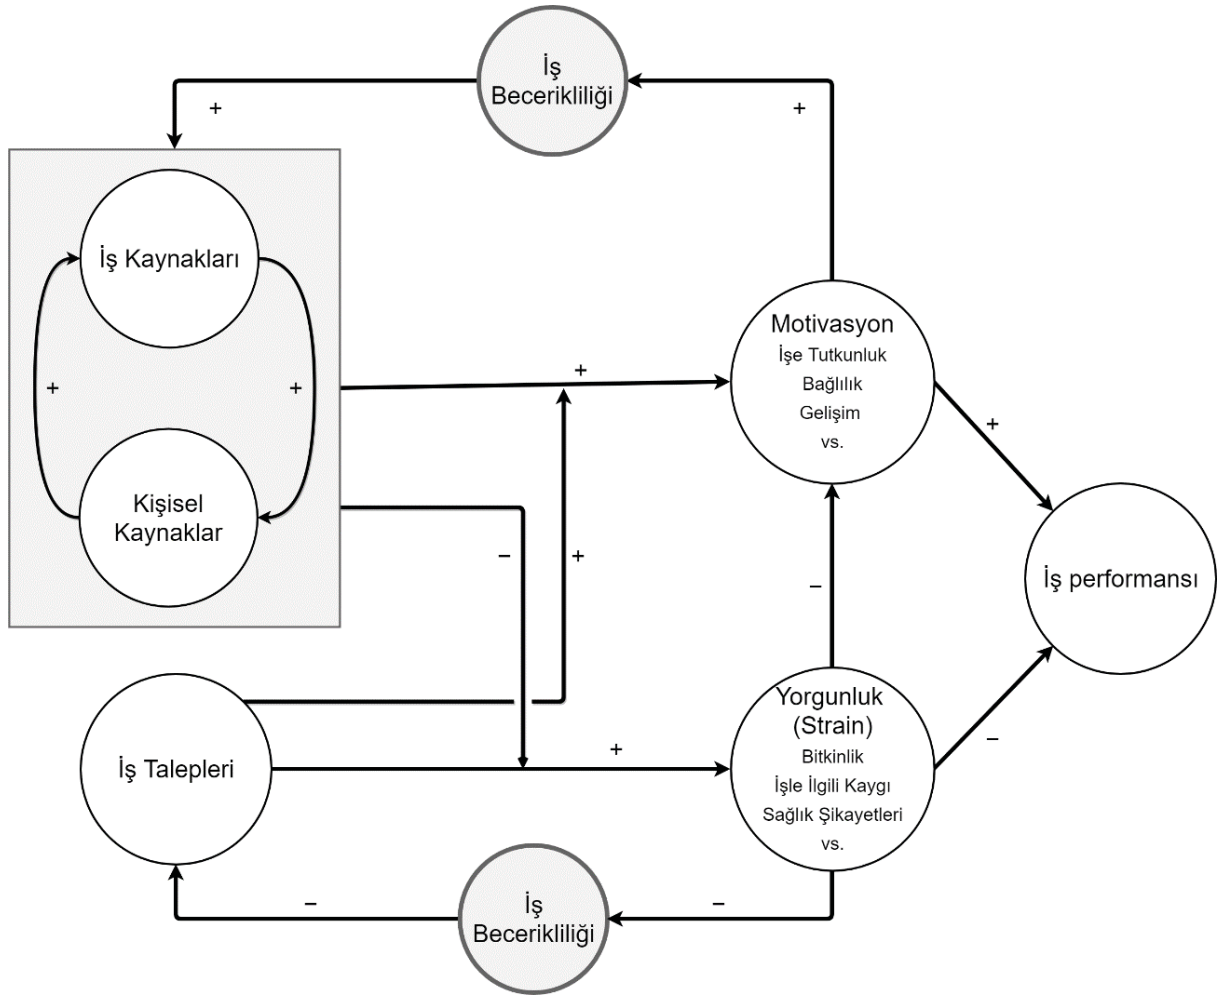 İş
Becerikliliği
+
+
İş Kaynakları
+
+
Kişisel
Kaynaklar
+
Motivasyon
İşe Tutkunluk
Bağlılık
Gelişim
vs.
+
−
+
−
İş performansı
İş Talepleri
+
Yorgunluk
(Strain)
Bitkinlik
İşle İlgili Kaygı
Sağlık Şikayetleri
vs.
−
−
İş
Becerikliliği
−